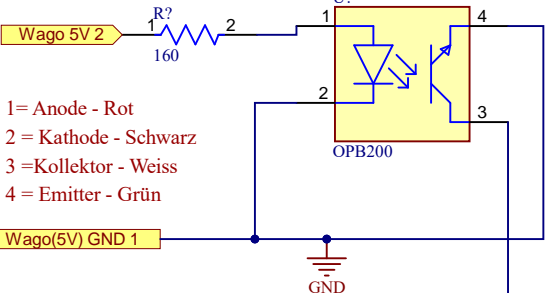 R?
Wago 5V 2
1
2
160
1
4
2
3
OPB200
1= Anode - Rot
2 = Kathode - Schwarz
3 =Kollektor - Weiss
4 = Emitter - Grün
Wago(5V) GND 1
GND